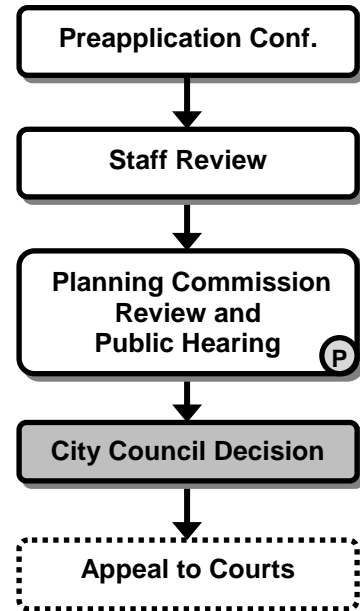 Preapplication Conf.
Staff Review
Planning Commission
Review and
Public Hearing
P
City Council Decision
Appeal to Courts